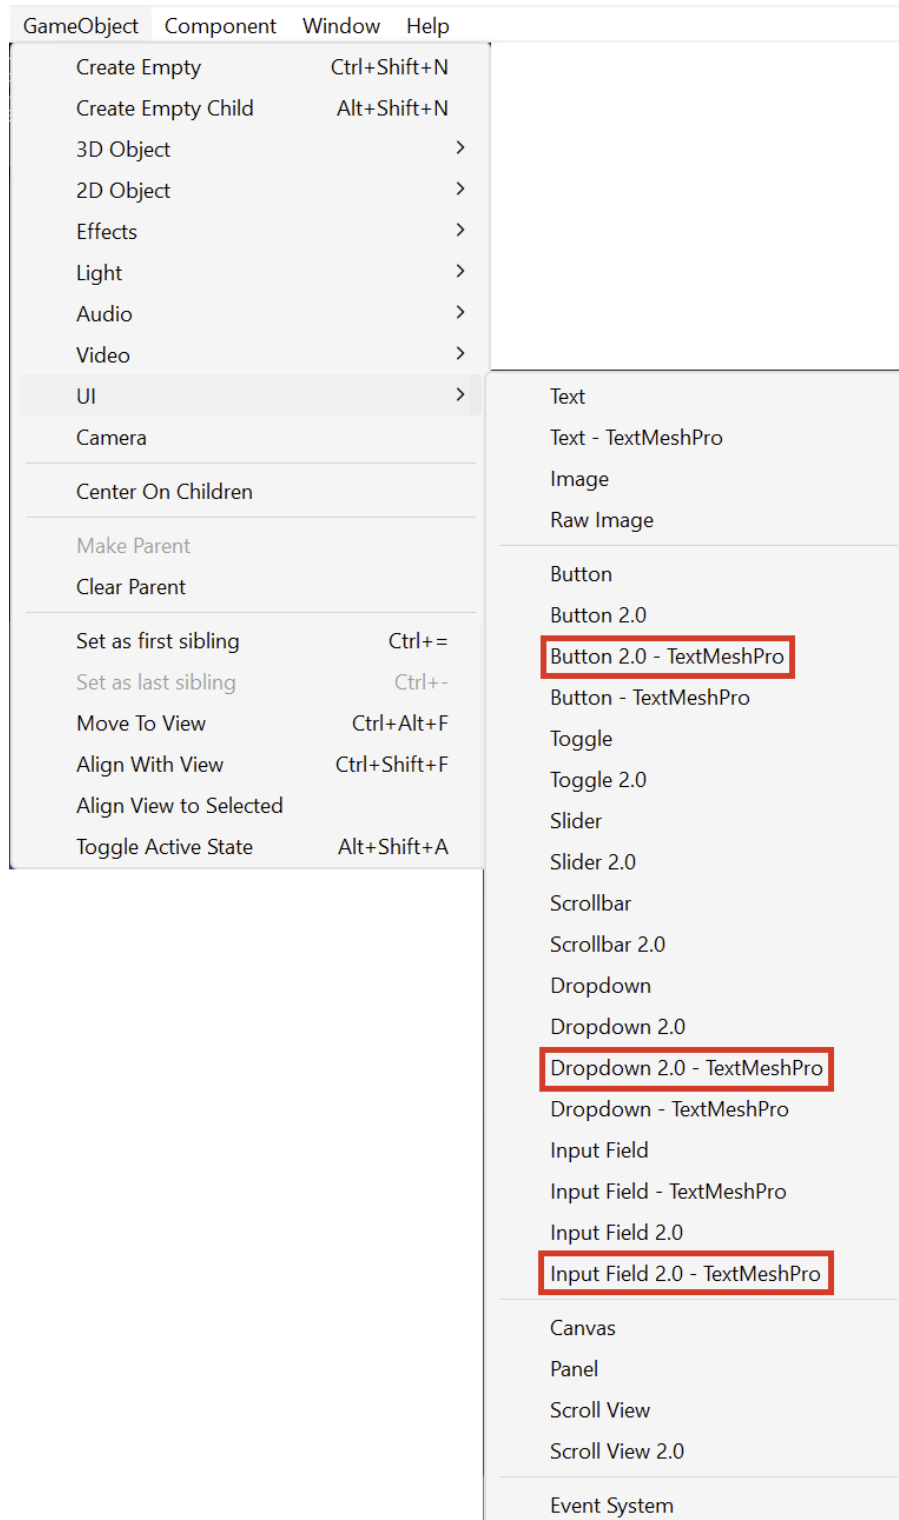 GameObject Component Window Help
Create Empty Ctrl+Shift+N
Create Empty Child Alt+Shift+N
3D Object
2D Object
Effects
Light
Audio
Video
UI
Camera
Center On Children
Make Parent
Clear Parent
Set as first sibling Ctrl+=
Set as last sibling Ctrl+-
Move To View Ctrl+Alt+F
Align With View Ctrl+Shift+F
Align View to Selected
Toggle Active State Alt+Shift+A
Text
Text - TextMeshPro
Image
Raw Image
Button
Button 2.0
Button 2.0 - TextMeshPro
Button - TextMeshPro
Toggle
Toggle 2.0
Slider
Slider 2.0
Scrollbar
Scrollbar 2.0
Dropdown
Dropdown 2.0
Dropdown 2.0 - TextMeshPro
Dropdown - TextMeshPro
Input Field
Input Field - TextMeshPro
Input Field 2.0
Input Field 2.0 - TextMeshPro
Canvas
Panel
Scroll View
Scroll View 2.0
Event System